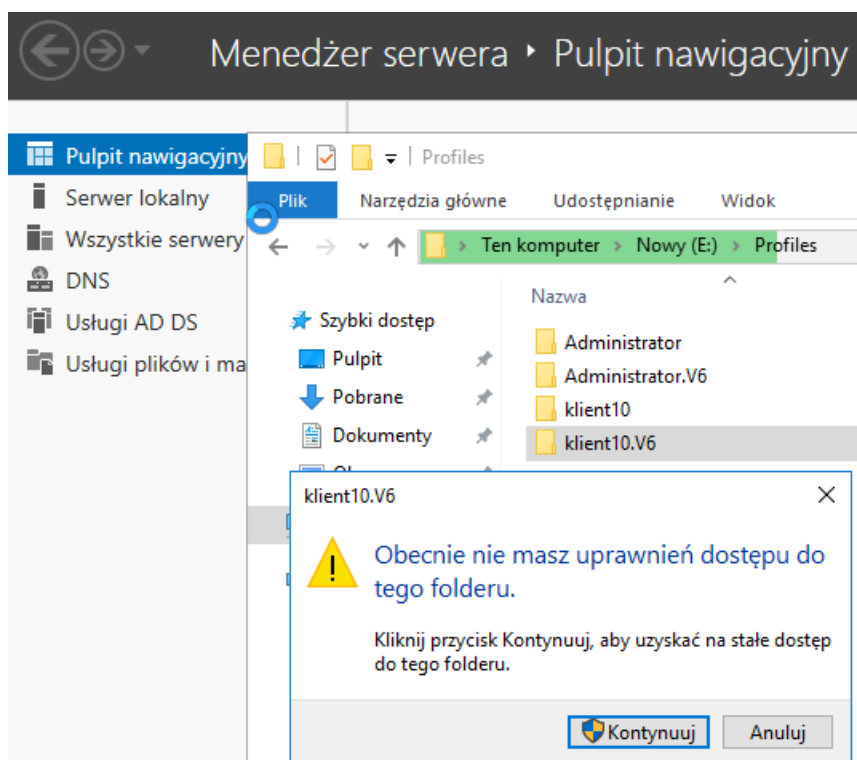 Menedżer serwera ‣ Pulpit nawigacyjny
Pulpit nawigacyjny
Serwer lokalny
Wszystkie serwery
DNS
Usługi AD DS
Usługi plików i ma
Profiles
Plik Narzędzia główne Udostępnianie Widok
Ten komputer > Nowy (E:) > Profiles
Nazwa
Szybki dostęp
Pulpit
Pobrane
Dokumenty
Administrator
Administrator.V6
klient10
klient10.V6
klient10.V6
Obecnie nie masz uprawnień dostępu do
tego folderu.
Kliknij przycisk Kontynuuj, aby uzyskać na stałe dostęp
do tego folderu.
Kontynuuj Anuluj